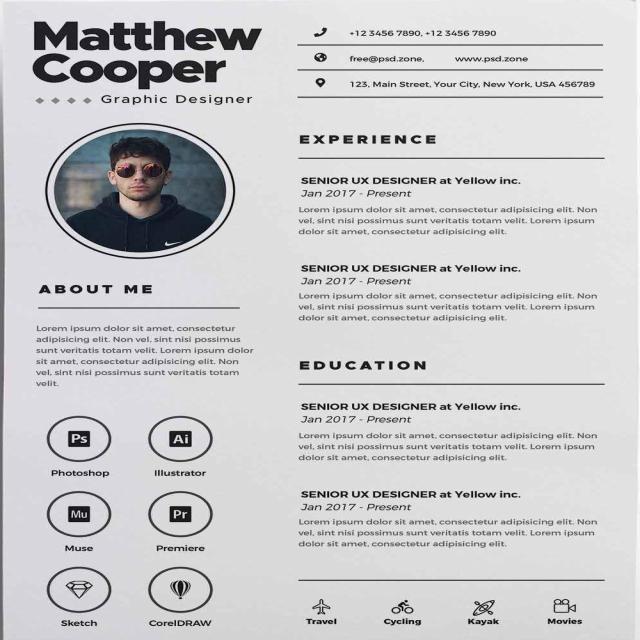 Matthew
Cooper
Graphic Designer
+12 3456 7890, +12 3456 7890
free@psd.zone, www.psd.zone
123, Main Street, Your City, New York, USA 456789
ABOUT ME
Lorem ipsum dolor sit amet, consectetur
adipisicing elit. Non vel, sint nisi possimus
sunt veritatis totam velit. Lorem ipsum dolor
sit amet, consectetur adipisicing elit. Non
vel, sint nisi possimus sunt veritatis totam
velit.
Ps
Ai
Photoshop
Illustrator
Mu
Pr
Muse
Premiere
Sketch
CorelDRAW
EXPERIENCE
SENIOR UX DESIGNER at Yellow inc.
Jan 2017 - Present
Lorem ipsum dolor sit amet, consectetur adipisicing elit. Non
vel, sint nisi possimus sunt veritatis totam velit. Lorem ipsum
dolor sit amet, consectetur adipisicing elit.
SENIOR UX DESIGNER at Yellow inc.
Jan 2017 - Present
Lorem ipsum dolor sit amet, consectetur adipisicing elit. Non
vel, sint nisi possimus sunt veritatis totam velit. Lorem ipsum
dolor sit amet, consectetur adipisicing elit.
EDUCATION
SENIOR UX DESIGNER at Yellow inc.
Jan 2017 - Present
Lorem ipsum dolor sit amet, consectetur adipisicing elit. Non
vel, sint nisi possimus sunt veritatis totam velit. Lorem ipsum
dolor sit amet, consectetur adipisicing elit.
SENIOR UX DESIGNER at Yellow inc.
Jan 2017 - Present
Lorem ipsum dolor sit amet, consectetur adipisicing elit. Non
vel, sint nisi possimus sunt veritatis totam velit. Lorem ipsum
dolor sit amet, consectetur adipisicing elit.
Travel
Cycling
Kayak
Movies